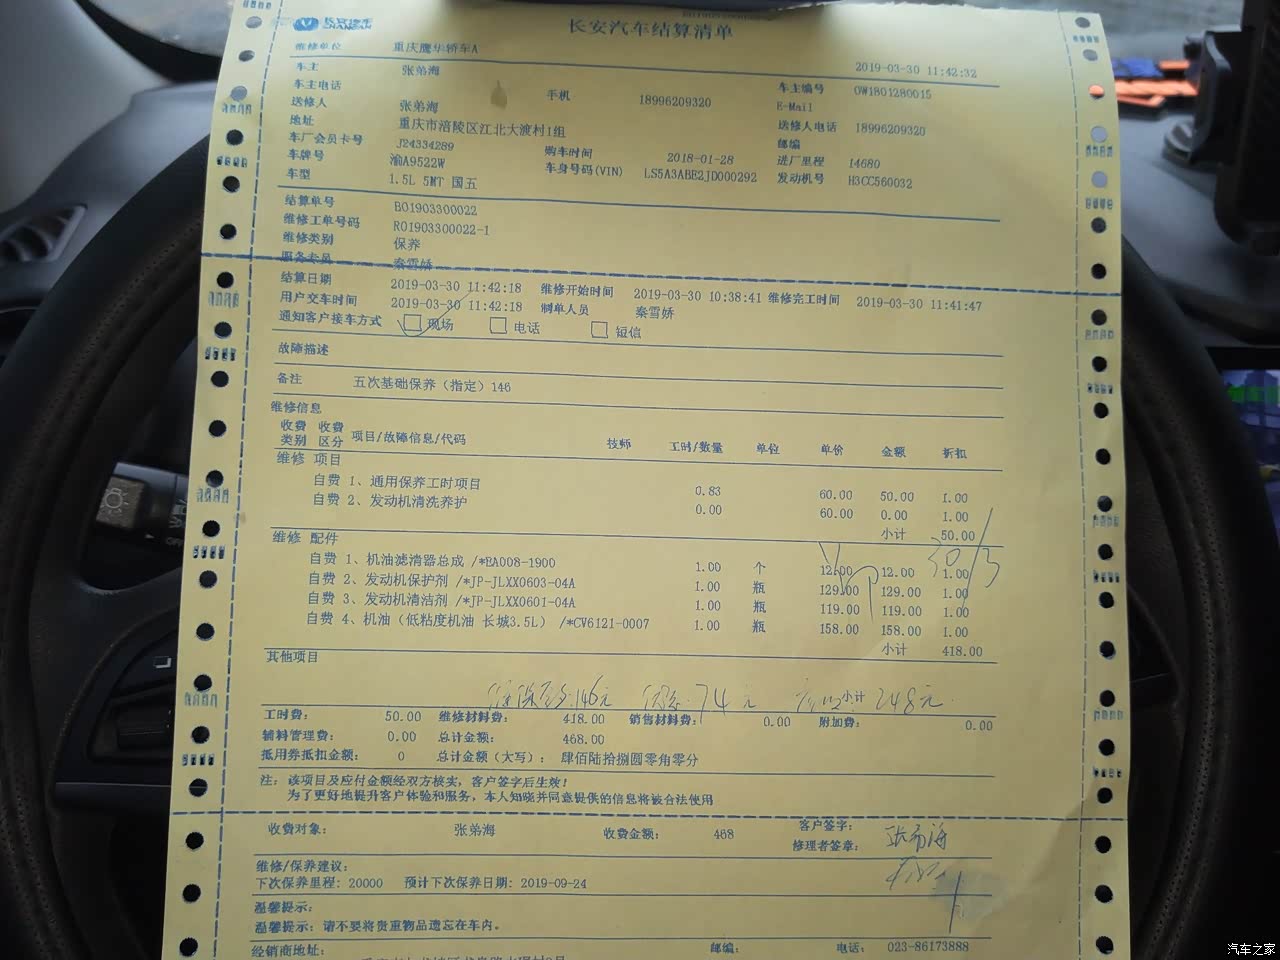 长安汽车结算清单
维修单位 重庆鹰华轿车A 2019-03-30 11:42:32
车主 张弟海 车主编号 OW1801280015
车主电话 手机 18996209320 E-Mail
送修人 张弟海 送修人电话 18996209320
地址 重庆市涪陵区江北大渡村1组 邮编
车厂会员卡号 J24334289 购车时间 2018-01-28 进厂里程 14680
车牌号 渝A9522W 车身号码(VIN) LS5A3ABE2JD000292 发动机号 H3CC560032
车型 1.5L 5MT 国五
结算单号 B01903300022
维修工单号码 R01903300022-1
维修类别 保养
服务专员 秦雪娇
结算日期 2019-03-30 11:42:18 维修开始时间 2019-03-30 10:38:41 维修完工时间 2019-03-30 11:41:47
用户交车时间 2019-03-30 11:42:18 制单人员 秦雪娇
通知客户接车方式 现场 电话 短信
故障描述
备注 五次基础保养（指定）146
维修信息
收费类别 收费区分 项目/故障信息/代码 技师 工时/数量 单位 单价 金额 折扣
维修 项目
自费 1、通用保养工时项目 0.83 60.00 50.00 1.00
自费 2、发动机清洗养护 0.00 60.00 0.00 1.00
小计 50.00
维修 配件
自费 1、机油滤清器总成 /*EA008-1900 1.00 个 12.00 12.00 1.00
自费 2、发动机保护剂 /*JP-JLXX0603-04A 1.00 瓶 129.00 129.00 1.00
自费 3、发动机清洁剂 /*JP-JLXX0601-04A 1.00 瓶 119.00 119.00 1.00
自费 4、机油（低粘度机油 长城3.5L） /*CV6121-0007 1.00 瓶 158.00 158.00 1.00
小计 418.00
其他项目
146元 74元 小计 248元
工时费： 50.00 维修材料费： 418.00 销售材料费： 0.00 附加费： 0.00
辅料管理费： 0.00 总计金额： 468.00
抵用券抵扣金额： 0 总计金额（大写）： 肆佰陆拾捌圆零角零分
注：该项目及应付金额经双方核实，客户签字后生效！
为了更好地提升客户体验和服务，本人知晓并同意提供的信息将被合法使用
收费对象： 张弟海 收费金额： 468 客户签字： 张弟海
修理者签章：
维修/保养建议：
下次保养里程：20000 预计下次保养日期：2019-09-24
温馨提示：
温馨提示：请不要将贵重物品遗忘在车内。
经销商地址： 邮编： 电话： 023-86173888
汽车之家